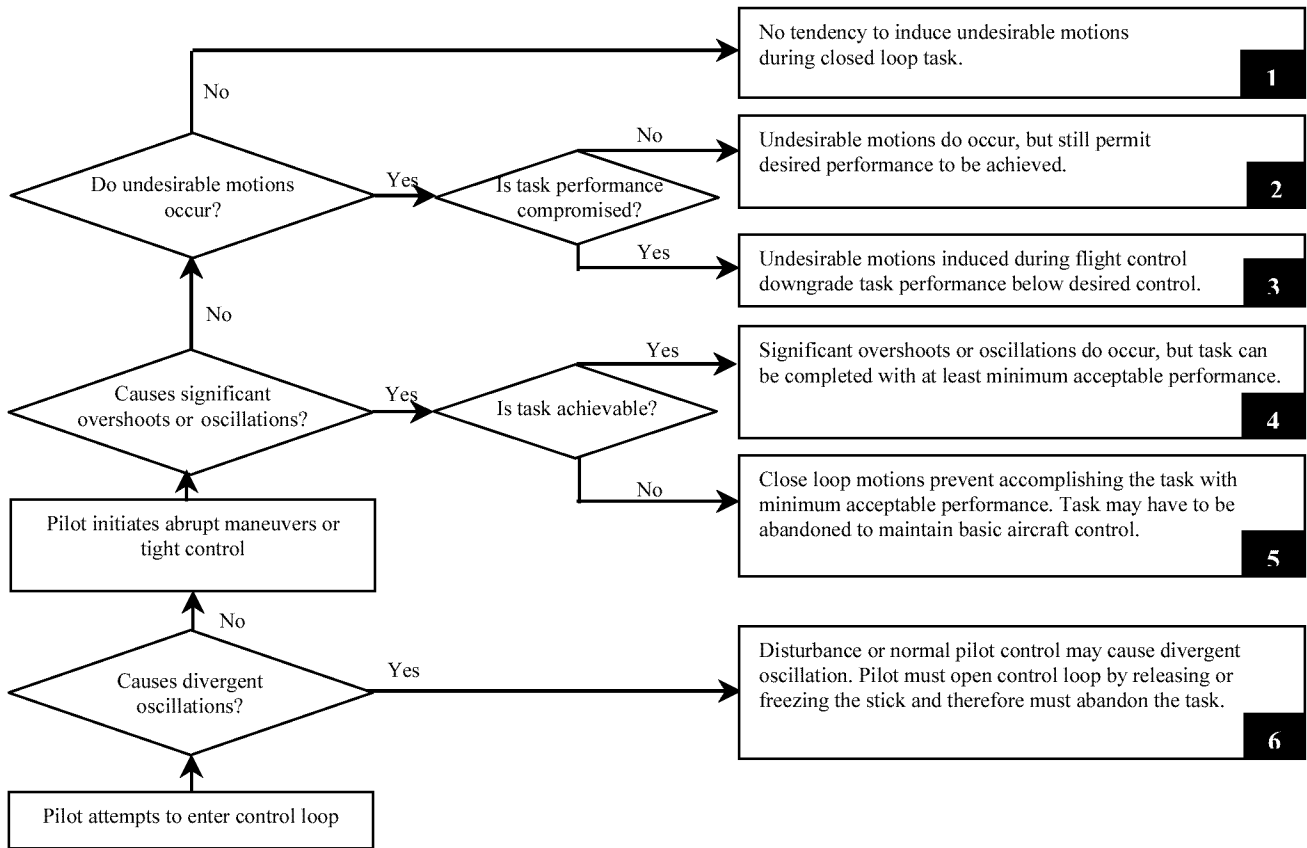 No tendency to induce undesirable motions
during closed loop task.
1
No
Do undesirable motions
occur?
Yes
Is task performance
compromised?
No
Undesirable motions do occur, but still permit
desired performance to be achieved.
2
Yes
Undesirable motions induced during flight control
downgrade task performance below desired control.
3
No
Causes significant
overshoots or oscillations?
Yes
Is task achievable?
Yes
Significant overshoots or oscillations do occur, but task can
be completed with at least minimum acceptable performance.
4
No
Close loop motions prevent accomplishing the task with
minimum acceptable performance. Task may have to be
abandoned to maintain basic aircraft control.
5
Pilot initiates abrupt maneuvers or
tight control
No
Causes divergent
oscillations?
Yes
Disturbance or normal pilot control may cause divergent
oscillation. Pilot must open control loop by releasing or
freezing the stick and therefore must abandon the task.
6
Pilot attempts to enter control loop